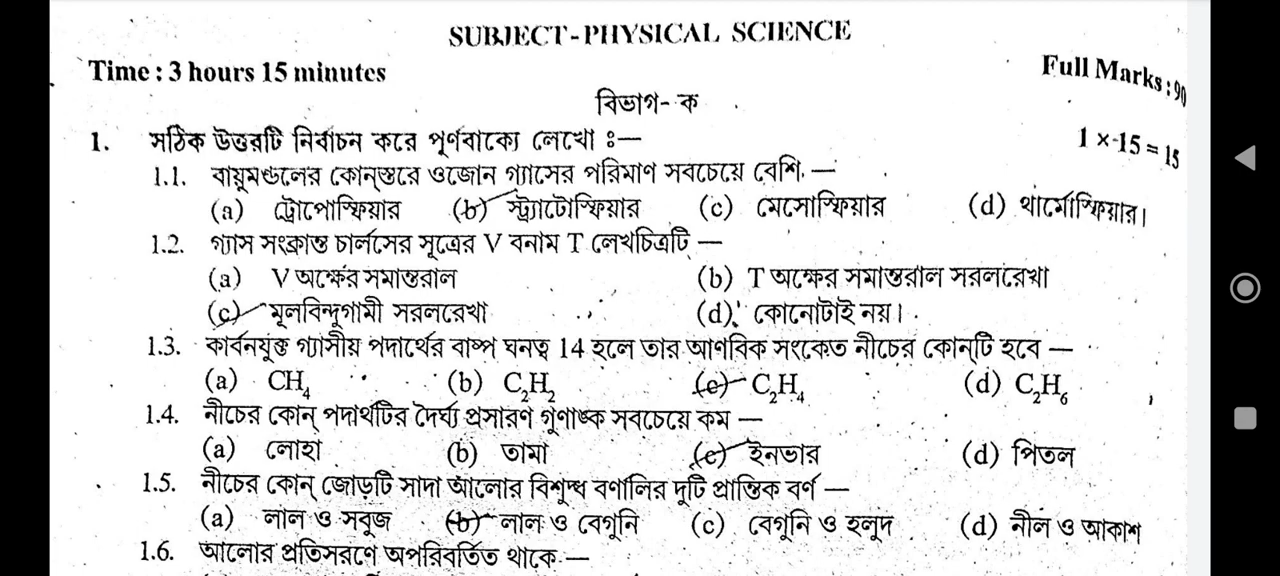 SUBJECT-PHYSICAL SCIENCE
Time : 3 hours 15 minutes
Full Marks : 90
বিভাগ- ক
1. সঠিক উত্তরটি নির্বাচন করে পূর্ণবাক্যে লেখো ঃ—
1 × 15 = 15
1.1. বায়ুমণ্ডলের কোন্‌স্তরে ওজোন গ্যাসের পরিমাণ সবচেয়ে বেশি —
(a) ট্রোপোস্ফিয়ার (b) স্ট্র্যাটোস্ফিয়ার (c) মেসোস্ফিয়ার (d) থার্মোস্ফিয়ার।
1.2. গ্যাস সংক্রান্ত চার্লসের সূত্রের V বনাম T লেখচিত্রটি —
(a) V অক্ষের সমান্তরাল (b) T অক্ষের সমান্তরাল সরলরেখা
(c) মূলবিন্দুগামী সরলরেখা (d) কোনোটাই নয়।
1.3. কার্বনযুক্ত গ্যাসীয় পদার্থের বাষ্প ঘনত্ব 14 হলে তার আণবিক সংকেত নীচের কোন্‌টি হবে —
(a) CH₄ (b) C₂H₂ (c) C₂H₄ (d) C₂H₆
1.4. নীচের কোন্ পদার্থটির দৈর্ঘ্য প্রসারণ গুণাঙ্ক সবচেয়ে কম —
(a) লোহা (b) তামা (c) ইনভার (d) পিতল
1.5. নীচের কোন্ জোড়টি সাদা আলোর বিশুদ্ধ বর্ণালির দুটি প্রান্তিক বর্ণ —
(a) লাল ও সবুজ (b) লাল ও বেগুনি (c) বেগুনি ও হলুদ (d) নীল ও আকাশ
1.6. আলোর প্রতিসরণে অপরিবর্তিত থাকে —